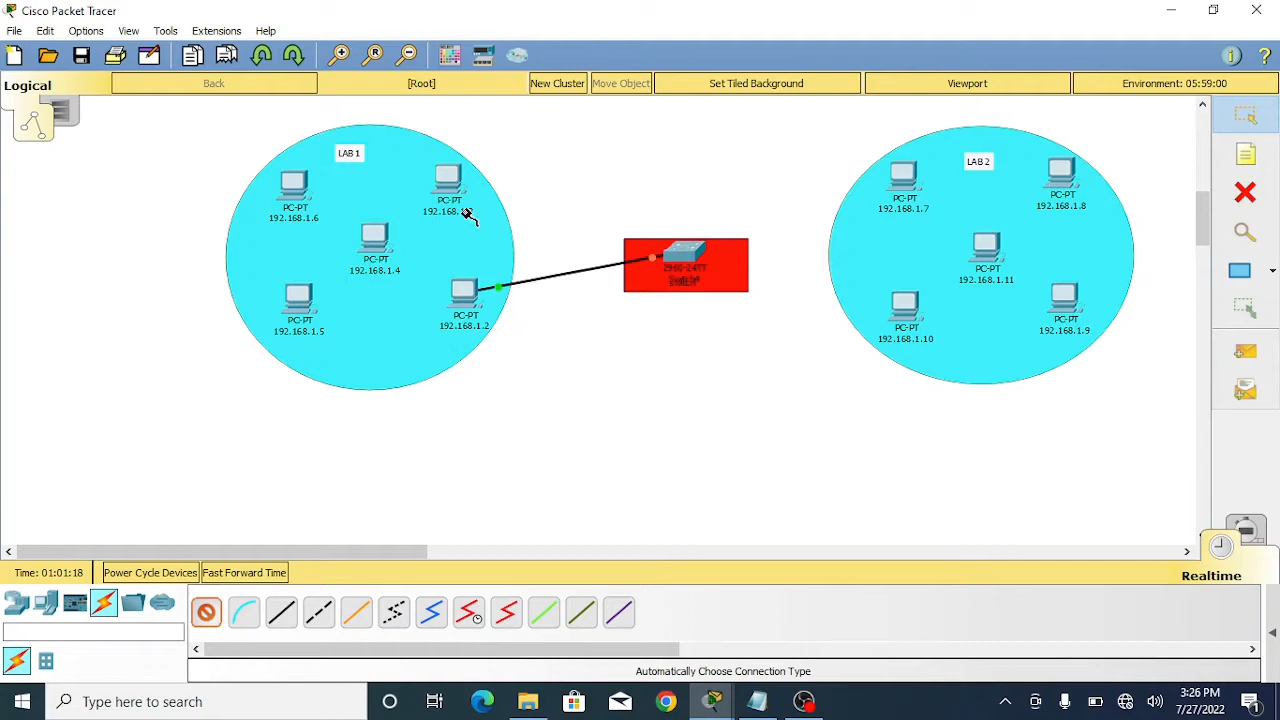 Cisco Packet Tracer
File Edit Options View Tools Extensions Help
Logical Back [Root] New Cluster Move Object Set Tiled Background Viewport Environment: 05:59:00
LAB 1
LAB 2
PC-PT
192.168.1.6
PC-PT
192.168.1.
PC-PT
192.168.1.4
PC-PT
192.168.1.5
PC-PT
192.168.1.2
2960-24TT
PC-PT
192.168.1.7
PC-PT
192.168.1.8
PC-PT
192.168.1.11
PC-PT
192.168.1.10
PC-PT
192.168.1.9
Time: 01:01:18 Power Cycle Devices Fast Forward Time
Realtime
Automatically Choose Connection Type
Type here to search
3:26 PM
7/27/2022